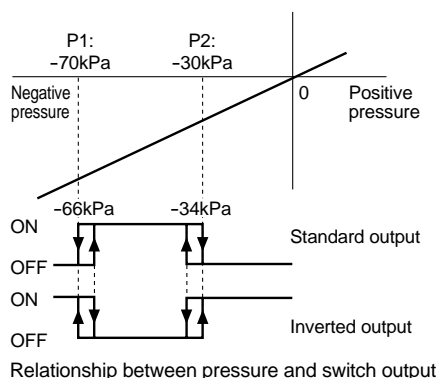 P1:
−70kPa
P2:
−30kPa
Negative
pressure
0
Positive
pressure
−66kPa
−34kPa
ON
OFF
Standard output
ON
OFF
Inverted output
Relationship between pressure and switch output